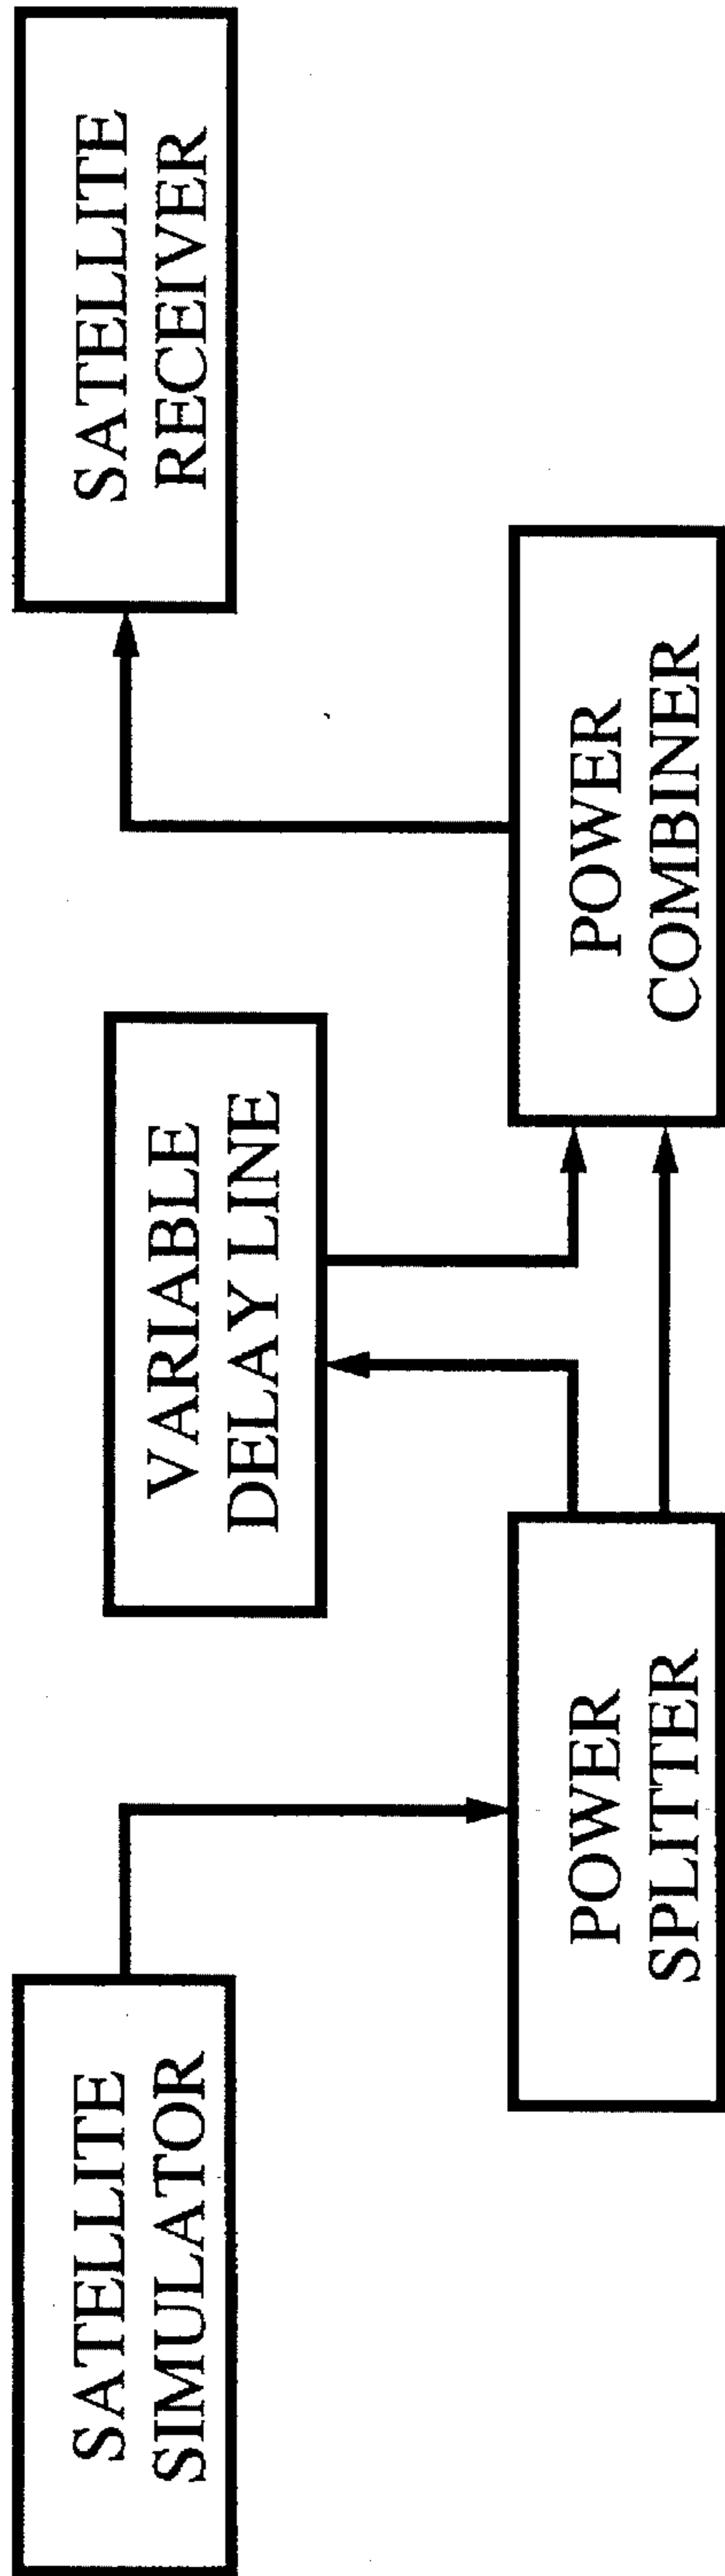 SATELLITE
SIMULATOR
POWER
SPLITTER
VARIABLE
DELAY LINE
POWER
COMBINER
SATELLITE
RECEIVER